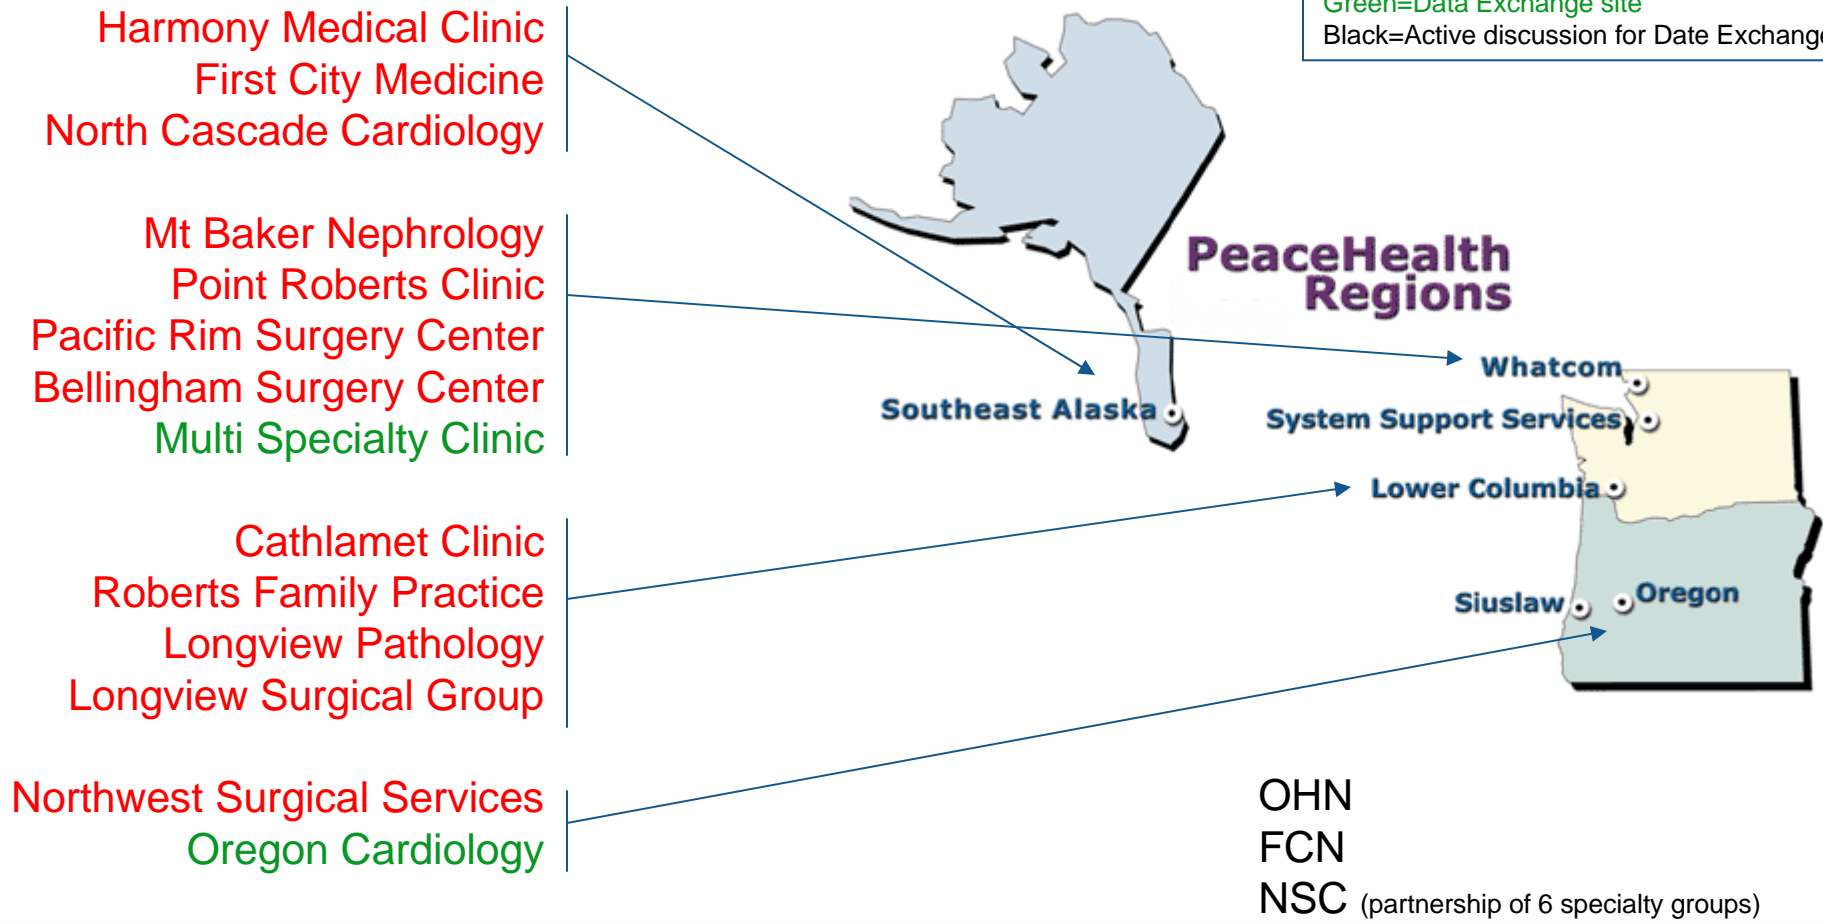 Harmony Medical Clinic
First City Medicine
North Cascade Cardiology
Mt Baker Nephrology
Point Roberts Clinic
Pacific Rim Surgery Center
Bellingham Surgery Center
Multi Specialty Clinic
Cathlamet Clinic
Roberts Family Practice
Longview Pathology
Longview Surgical Group
Northwest Surgical Services
Oregon Cardiology
Green=Data Exchange site
Black=Active discussion for Date Exchange
PeaceHealth
Regions
Whatcom
Southeast Alaska
System Support Services
Lower Columbia
Siuslaw
Oregon
OHN
FCN
NSC (partnership of 6 specialty groups)